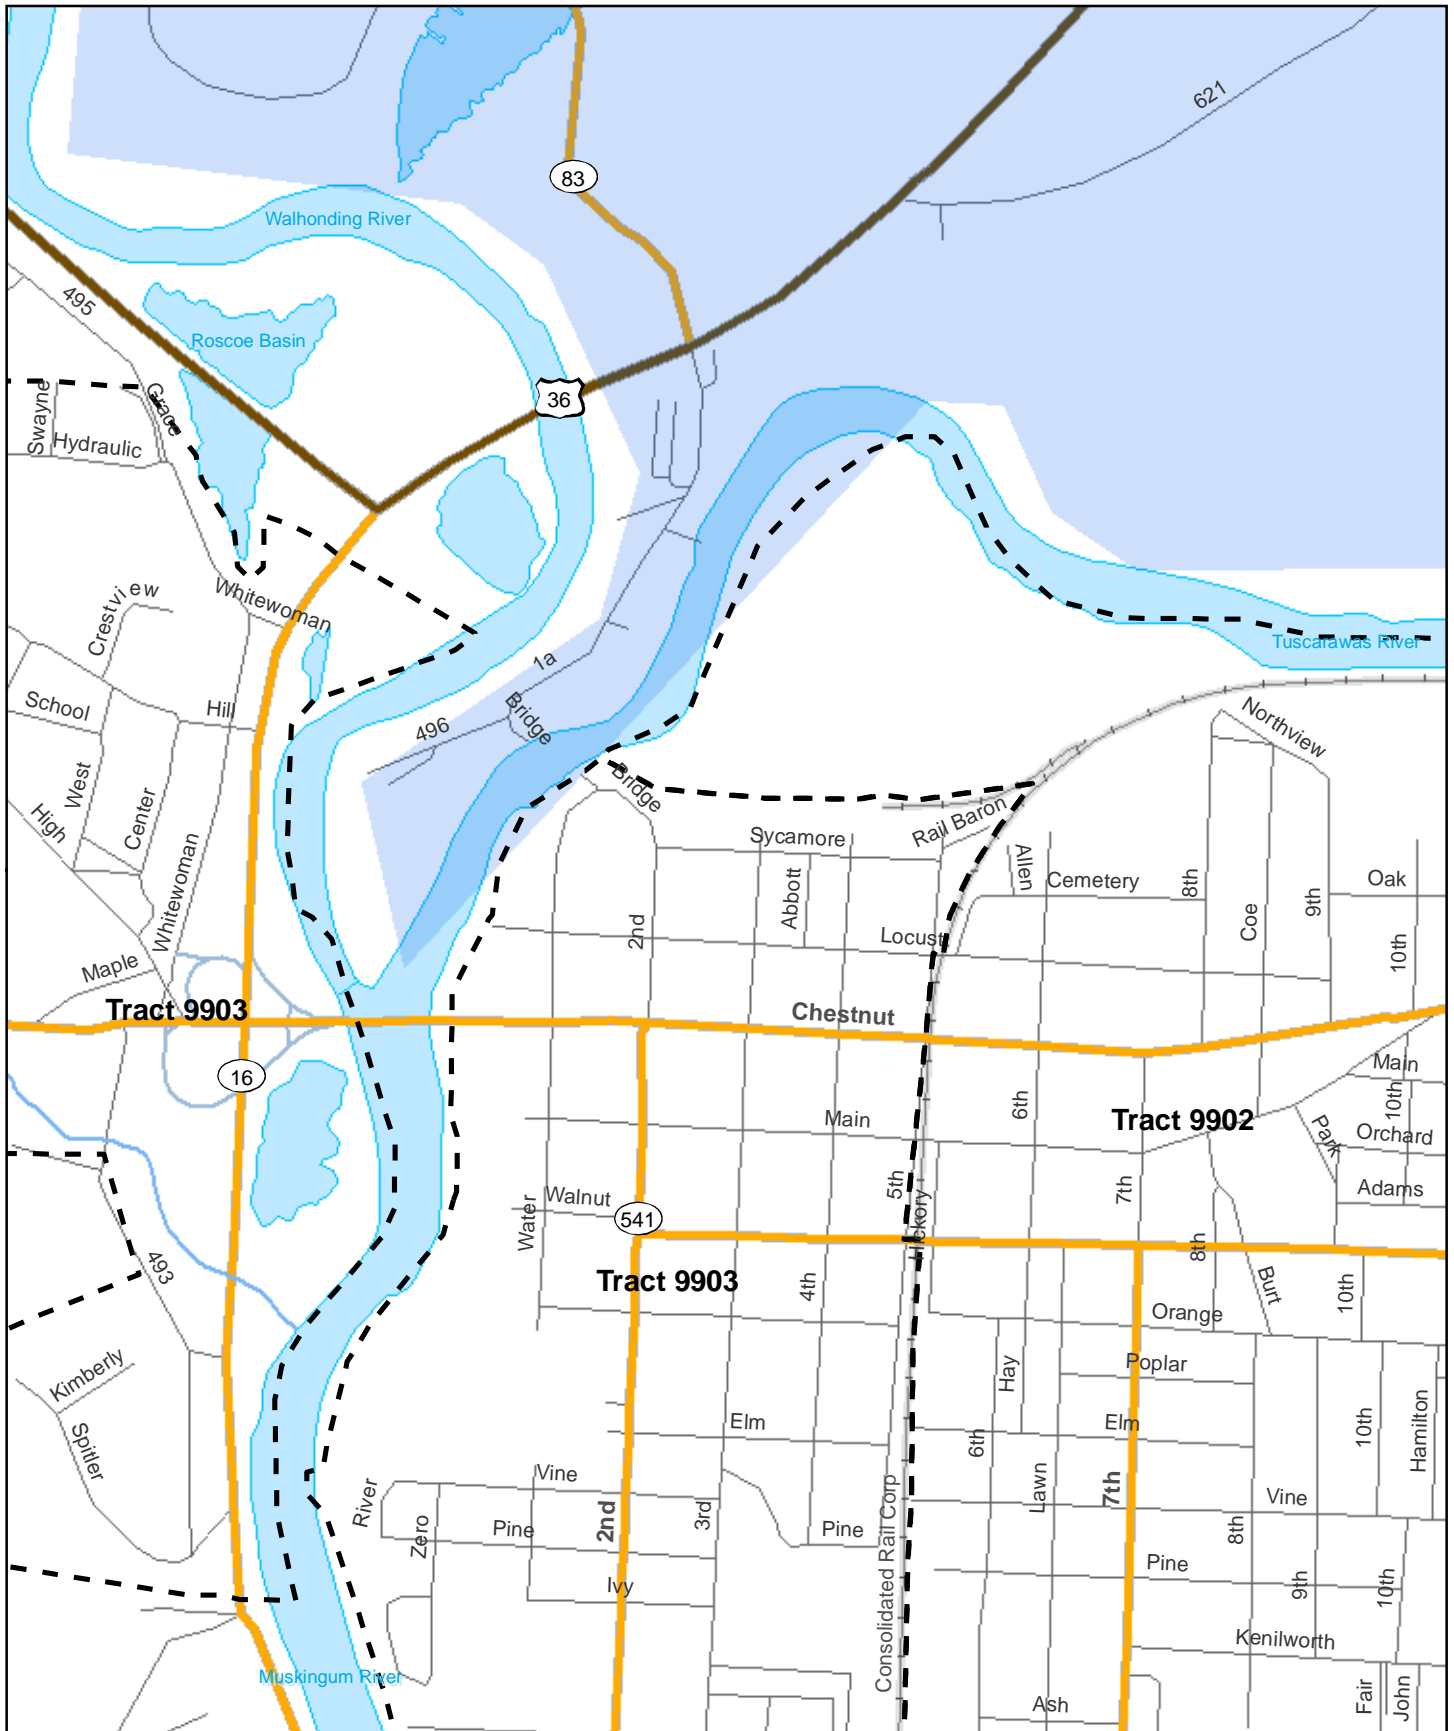 621
83
Walhonding River
495
Roscoe Basin
36
Swayne
Grace
Hydraulic
Whitewoman
Crestview
Tuscarawas River
1a
School
Hill
Bridge
496
Northview
West
Center
High
Bridge
Sycamore
Rail Baron
Allen
Cemetery
8th
Oak
Abbott
9th
Coe
Whitewoman
2nd
Locust
10th
Maple
Tract 9903
Chestnut
16
Main
6th
10th
Main
Tract 9902
Park
Orchard
5th
7th
Adams
Walnut
Water
541
Hickory
8th
493
Tract 9903
4th
Burt
10th
Orange
Kimberly
Hay
Poplar
Spitler
Elm
6th
Elm
10th
Hamilton
River
Vine
Zero
Pine
2nd
3rd
Pine
Lawn
7th
Vine
8th
Consolidated Rail Corp
Ivy
Pine
9th
10th
Kenilworth
Muskingum River
Ash
Fair
John